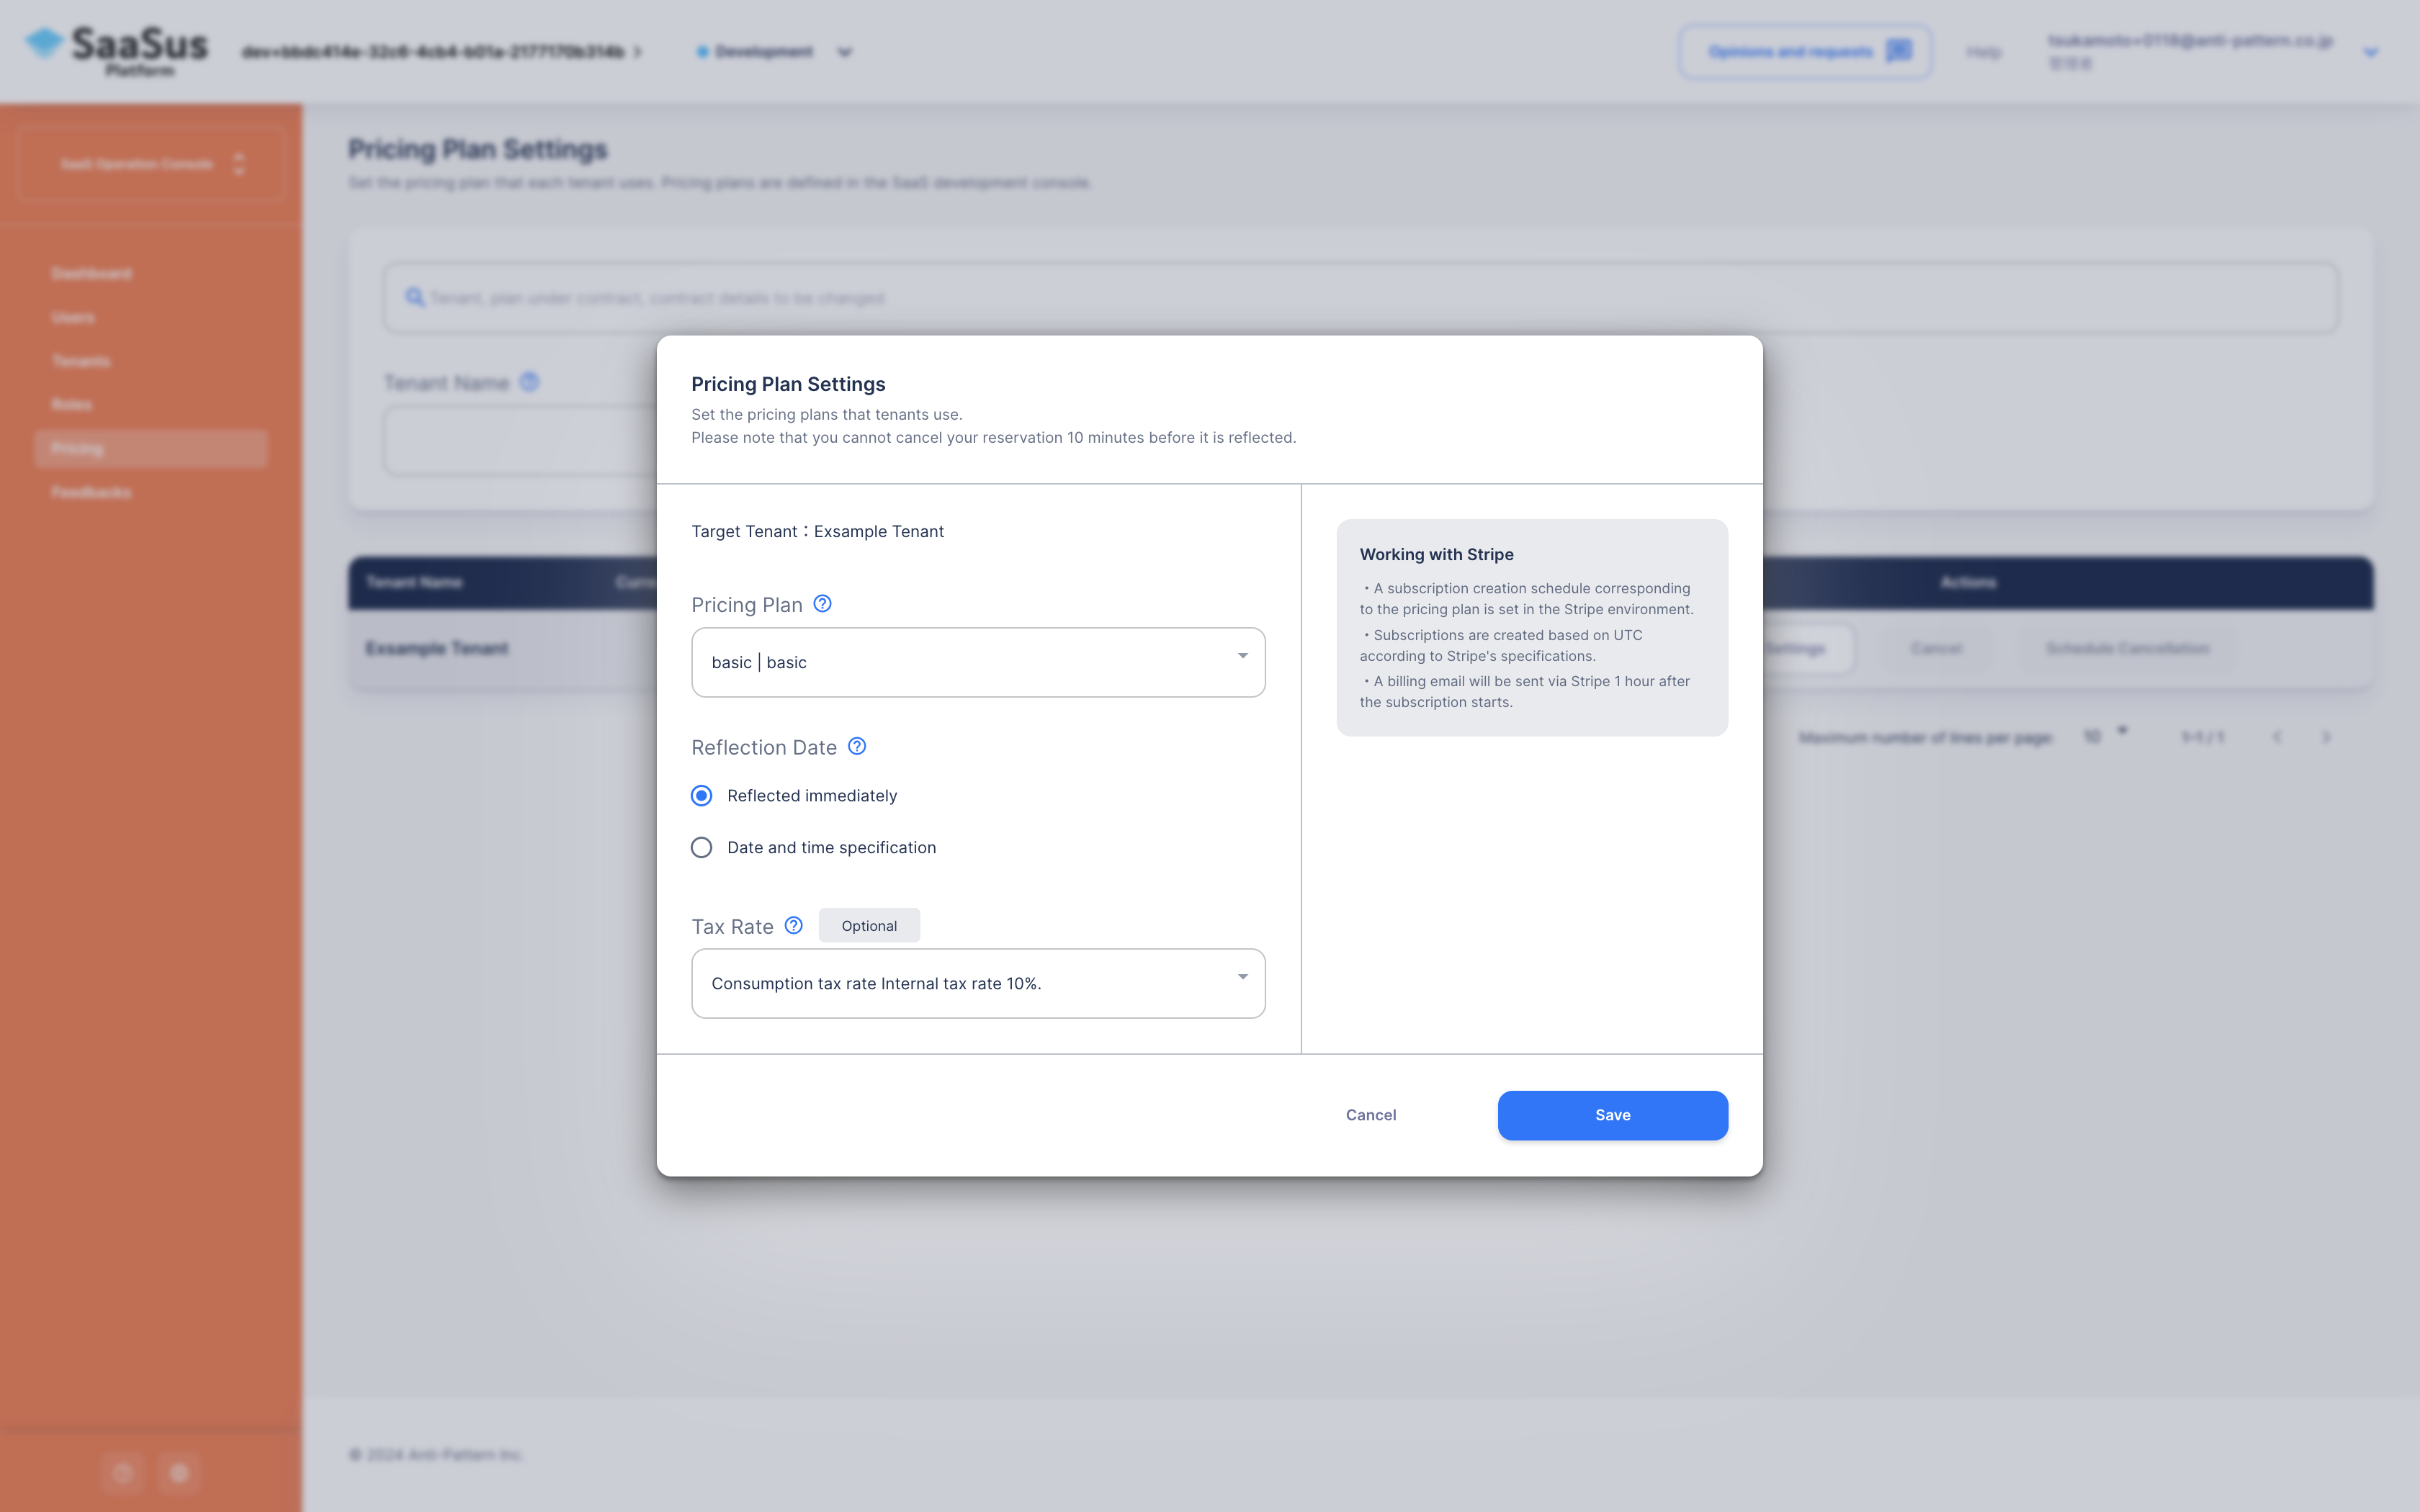 SaaSus
Platform
dev+bbdc414e-32c6-4cb4-b01a-2177170b314b
Development
Opinions and requests
Help
tsukamoto+0118@anti-pattern.co.jp
SaaS Operation Console
Dashboard
Users
Tenants
Roles
Pricing
Feedbacks
Pricing Plan Settings
Set the pricing plan that each tenant uses. Pricing plans are defined in the SaaS development console.
Tenant, plan under contract, contract details to be changed
Tenant Name
Tenant Name
Actions
Exsample Tenant
Settings
Cancel
Schedule Cancellation
Maximum number of lines per page:
10
1–1 / 1
Pricing Plan Settings
Set the pricing plans that tenants use.
Please note that you cannot cancel your reservation 10 minutes before it is reflected.
Target Tenant：Exsample Tenant
Pricing Plan
basic | basic
Reflection Date
Reflected immediately
Date and time specification
Tax Rate
Optional
Consumption tax rate Internal tax rate 10%.
Working with Stripe
・A subscription creation schedule corresponding
to the pricing plan is set in the Stripe environment.
・Subscriptions are created based on UTC
according to Stripe's specifications.
・A billing email will be sent via Stripe 1 hour after
the subscription starts.
Cancel
Save
© 2024 Anti-Pattern Inc.